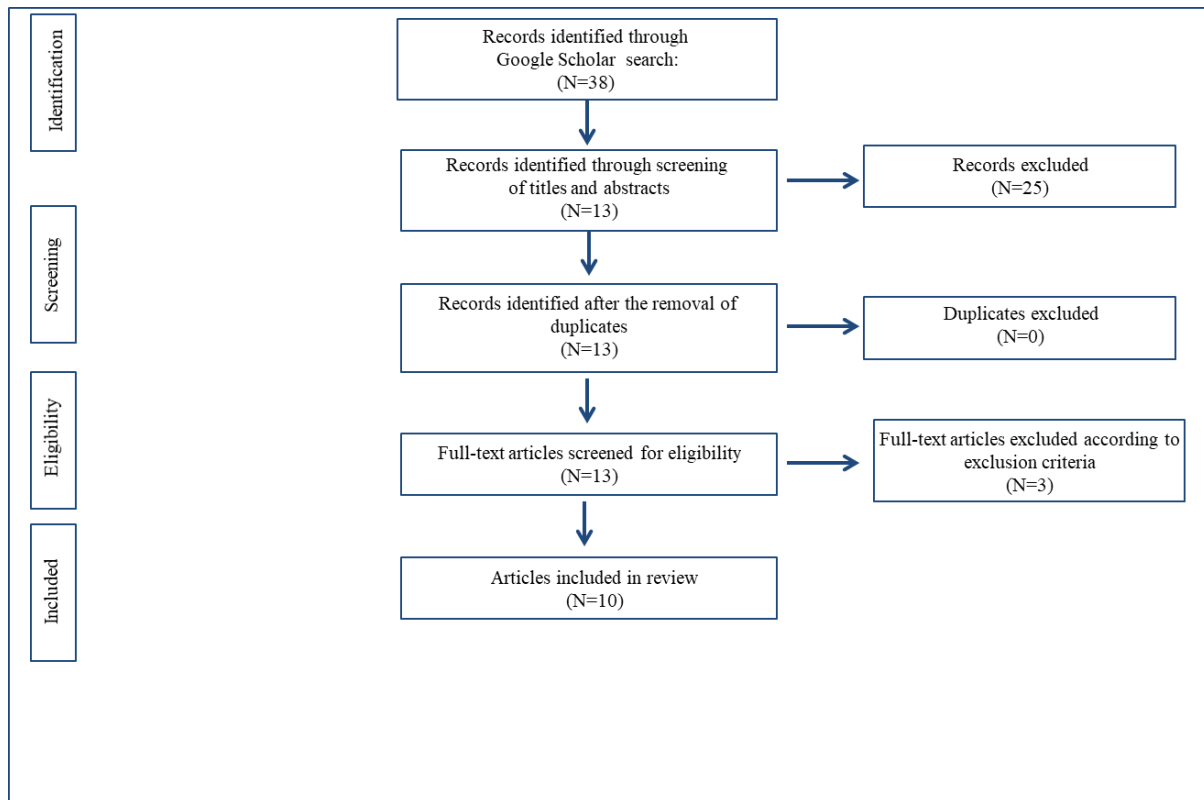 Identification
Records identified through
Google Scholar search:
(N=38)
Records identified through screening
of titles and abstracts
(N=13)
Records excluded
(N=25)
Screening
Records identified after the removal of
duplicates
(N=13)
Duplicates excluded
(N=0)
Eligibility
Full-text articles screened for eligibility
(N=13)
Full-text articles excluded according to
exclusion criteria
(N=3)
Included
Articles included in review
(N=10)